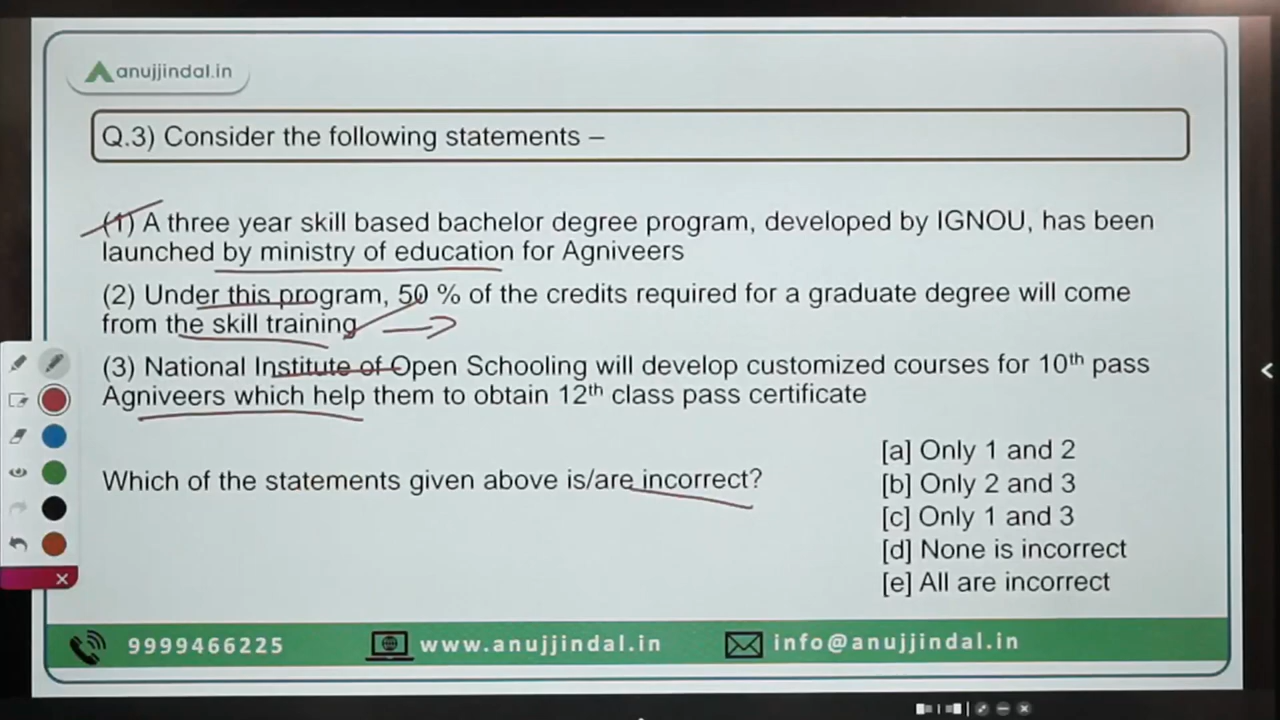 anujjindal.in
Q.3) Consider the following statements –
(1) A three year skill based bachelor degree program, developed by IGNOU, has been
launched by ministry of education for Agniveers
(2) Under this program, 50 % of the credits required for a graduate degree will come
from the skill training
(3) National Institute of Open Schooling will develop customized courses for 10th pass
Agniveers which help them to obtain 12th class pass certificate
Which of the statements given above is/are incorrect?
[a] Only 1 and 2
[b] Only 2 and 3
[c] Only 1 and 3
[d] None is incorrect
[e] All are incorrect
9999466225 www.anujjindal.in info@anujjindal.in